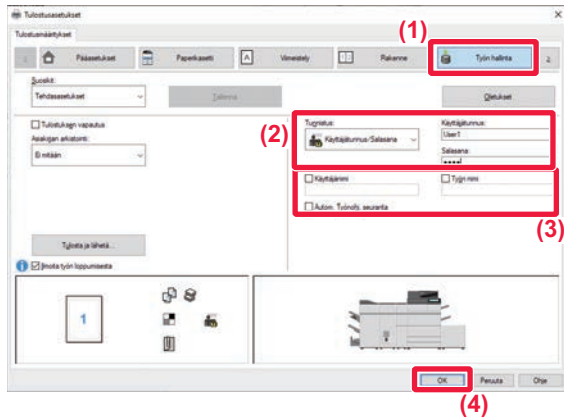 Tulostusasetukset
Tulostusmääritykset
(1)
Pääasetukset
Paperikasetti
A
Viimeistely
Rakenne
Työn hallinta
Suosikit:
Tehdasasetukset
Tallenna
Oletukset
Tulostuksen vapautus
Asiakirjan arkistointi:
Ei mitään
(2)
Tunnistus:
Käyttäjätunnus/Salasana
Käyttäjätunnus:
User1
Salasana:
••••
Käyttäjänimi
Työn nimi
Autom. Työnohj. seuranta
(3)
Tulosta ja lähetä...
Ilmoita työn loppumisesta
1
OK
Peruuta
Ohje
(4)